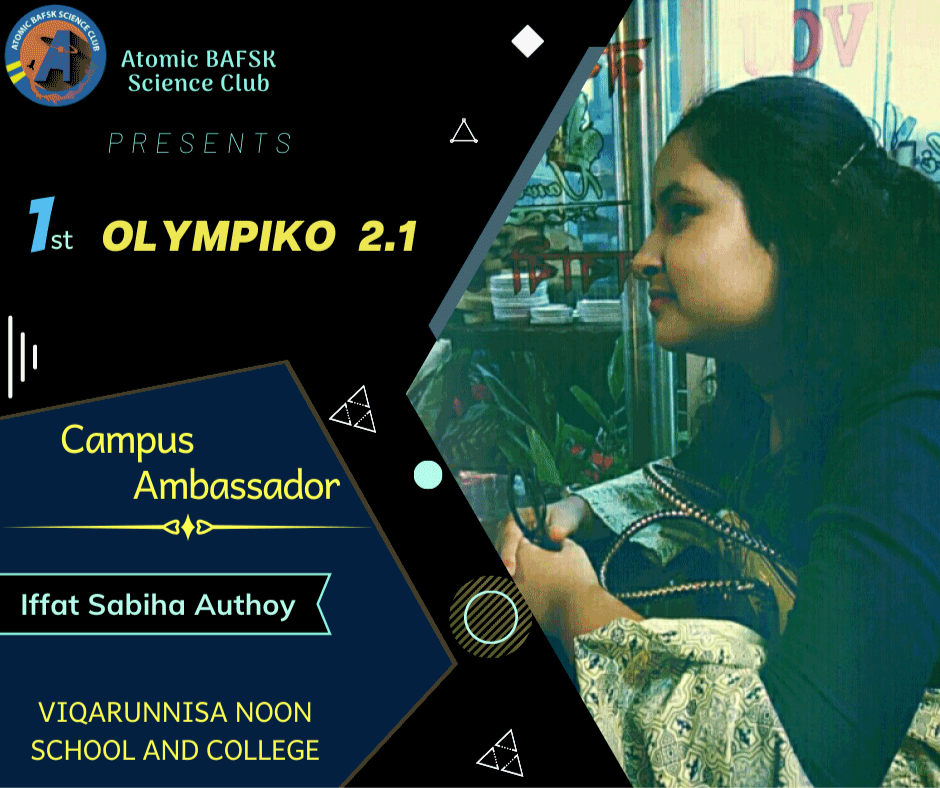 ATOMIC BAFSK SCIENCE CLUB
A
Atomic BAFSK
Science Club
PRESENTS
1st OLYMPIKO 2.1
Campus
Ambassador
Iffat Sabiha Authoy
VIQARUNNISA NOON
SCHOOL AND COLLEGE